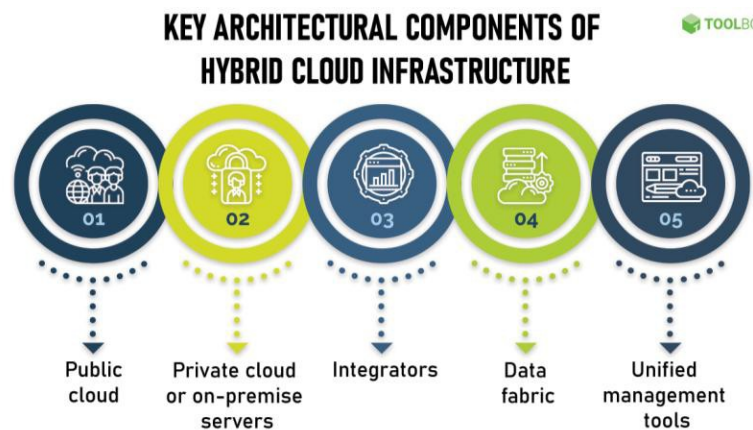 KEY ARCHITECTURAL COMPONENTS OF
HYBRID CLOUD INFRASTRUCTURE
01
02
03
04
05
Public
cloud
Private cloud
or on-premise
servers
Integrators
Data
fabric
Unified
management
tools